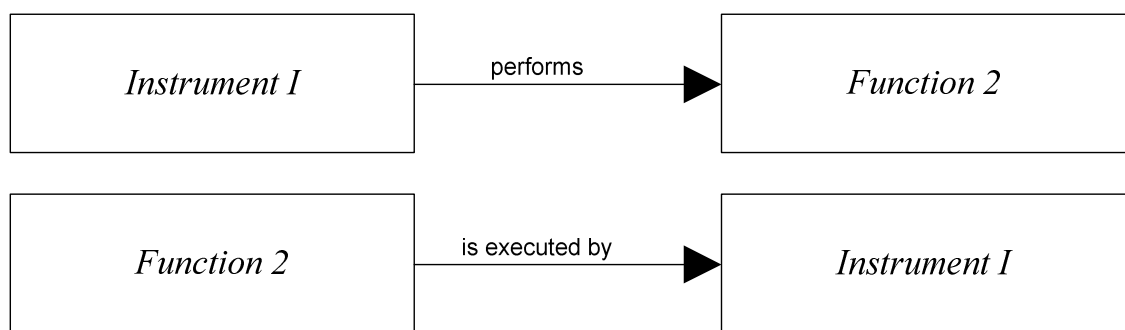 Instrument I performs Function 2
Function 2 is executed by Instrument I